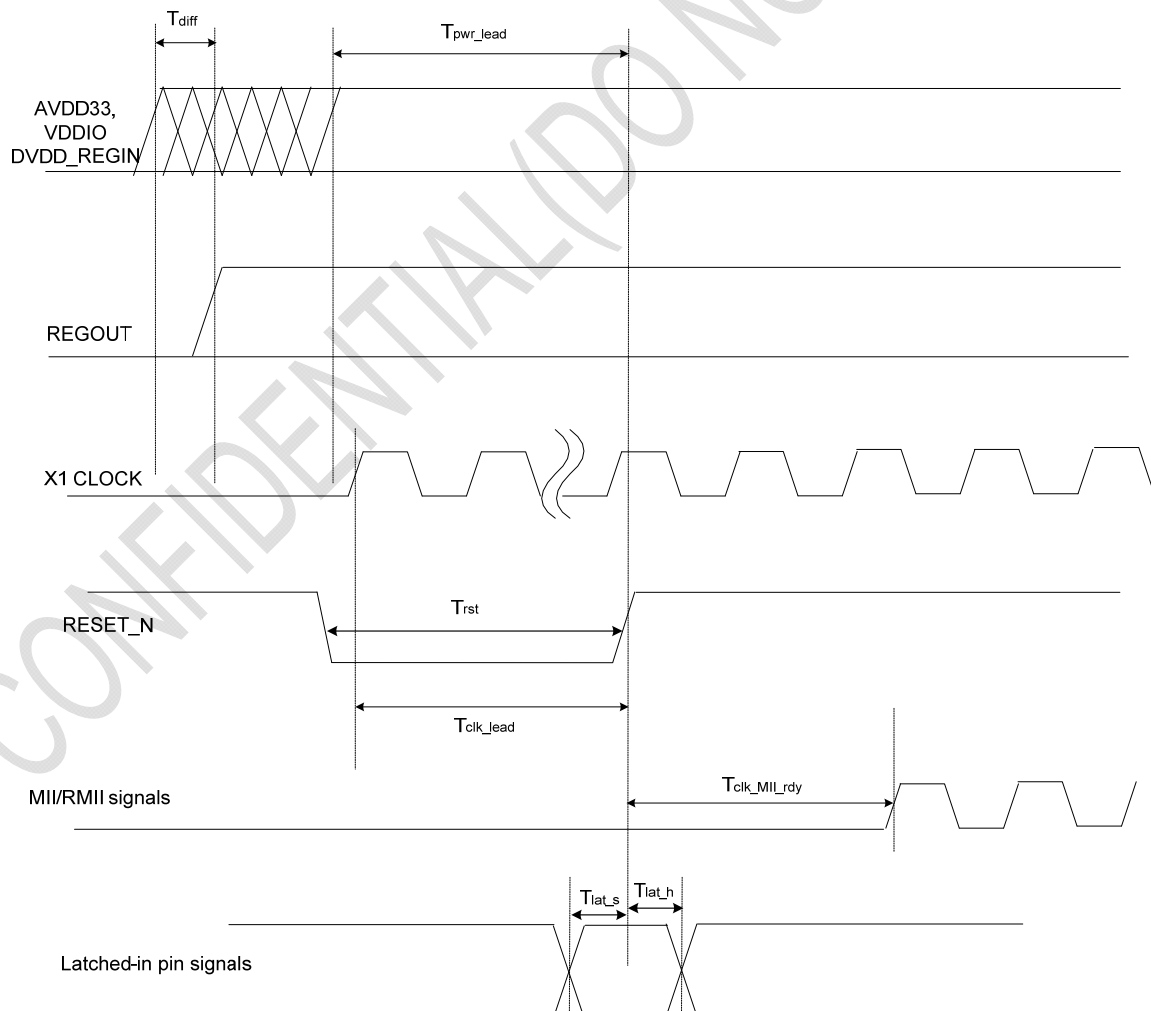 Tdiff
Tpwr_lead
AVDD33,
VDDIO
DVDD_REGIN
REGOUT
X1 CLOCK
Trst
RESET_N
Tclk_lead
Tclk_MII_rdy
MII/RMII signals
Tlat_s
Tlat_h
Latched-in pin signals
CONFIDENTIAL(DO